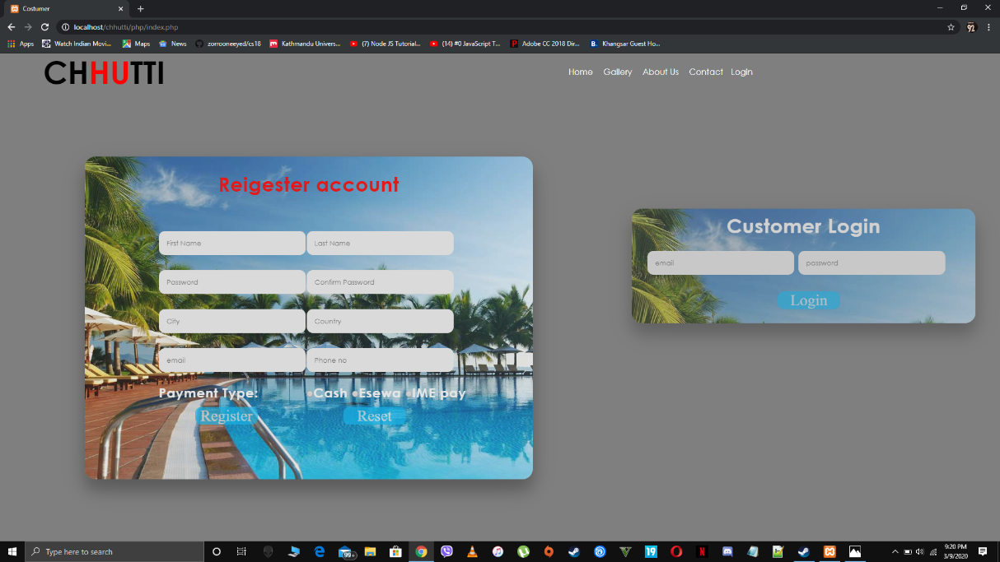 Costumer
localhost/chhutti/php/index.php
Apps Watch Indian Movi... Maps News zorrooneeyed/cs18 Kathmandu Univers... (7) Node JS Tutorial... (14) #0 JavaScript T... Adobe CC 2018 Dir... Khangsar Guest Ho...
CHHUTTI
Home Gallery About Us Contact Login
Reigester account
First Name Last Name
Password Confirm Password
City Country
email Phone no
Payment Type: Cash Esewa IME pay
Register Reset
Customer Login
email password
Login
Type here to search
99+
19
9:20 PM
3/9/2020